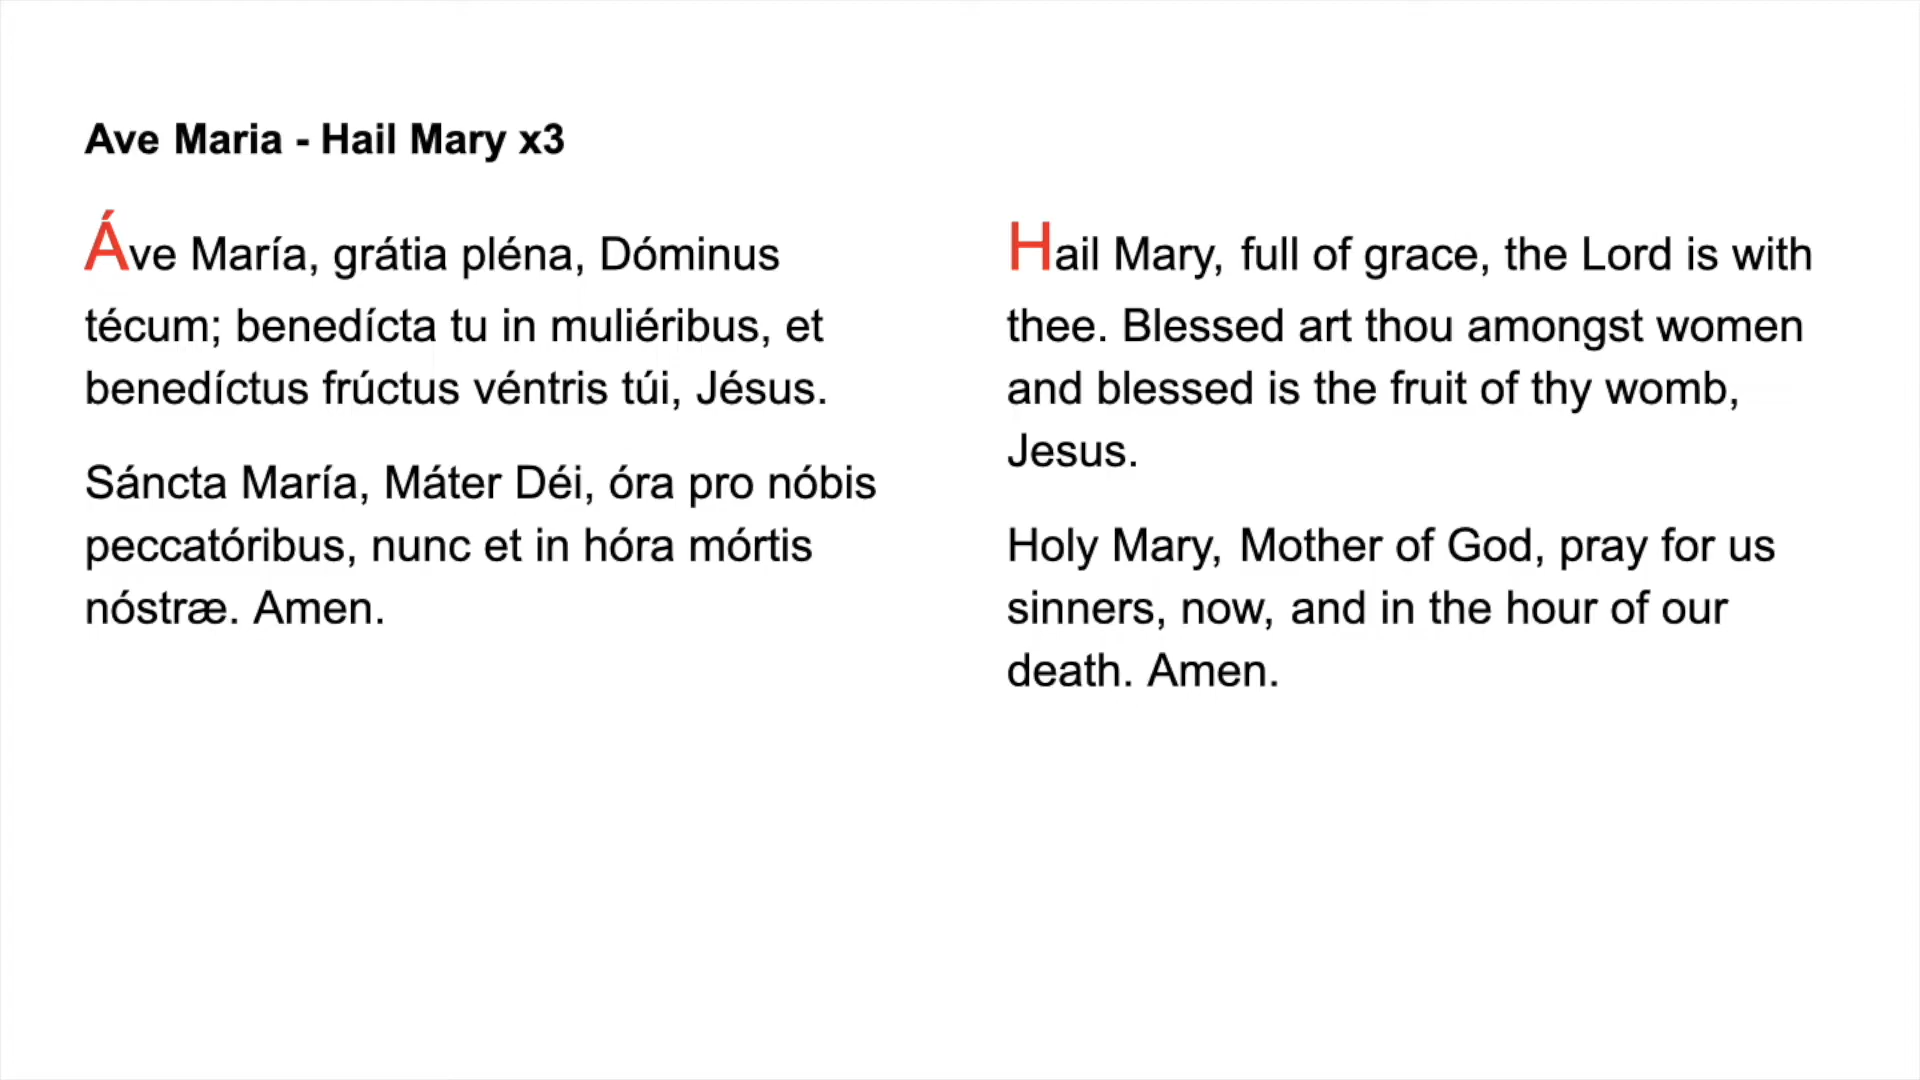 Ave Maria - Hail Mary x3
Áve María, grátia pléna, Dóminus
técum; benedícta tu in muliéribus, et
benedíctus frúctus véntris túi, Jésus.
Sáncta María, Máter Déi, óra pro nóbis
peccatóribus, nunc et in hóra mórtis
nóstræ. Amen.
Hail Mary, full of grace, the Lord is with
thee. Blessed art thou amongst women
and blessed is the fruit of thy womb,
Jesus.
Holy Mary, Mother of God, pray for us
sinners, now, and in the hour of our
death. Amen.